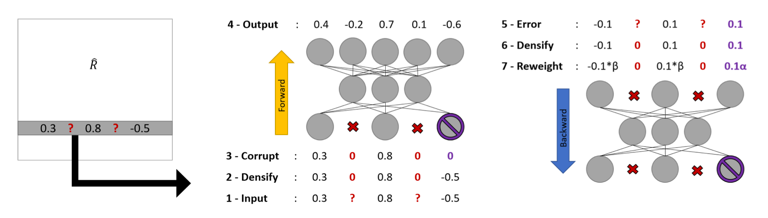 R̂
0.3 ? 0.8 ? -0.5
4 - Output : 0.4 -0.2 0.7 0.1 -0.6
Forward
3 - Corrupt : 0.3 0 0.8 0 0
2 - Densify : 0.3 0 0.8 0 -0.5
1 - Input : 0.3 ? 0.8 ? -0.5
5 - Error : -0.1 ? 0.1 ? 0.1
6 - Densify : -0.1 0 0.1 0 0.1
7 - Reweight : -0.1*β 0 0.1*β 0 0.1α
Backward